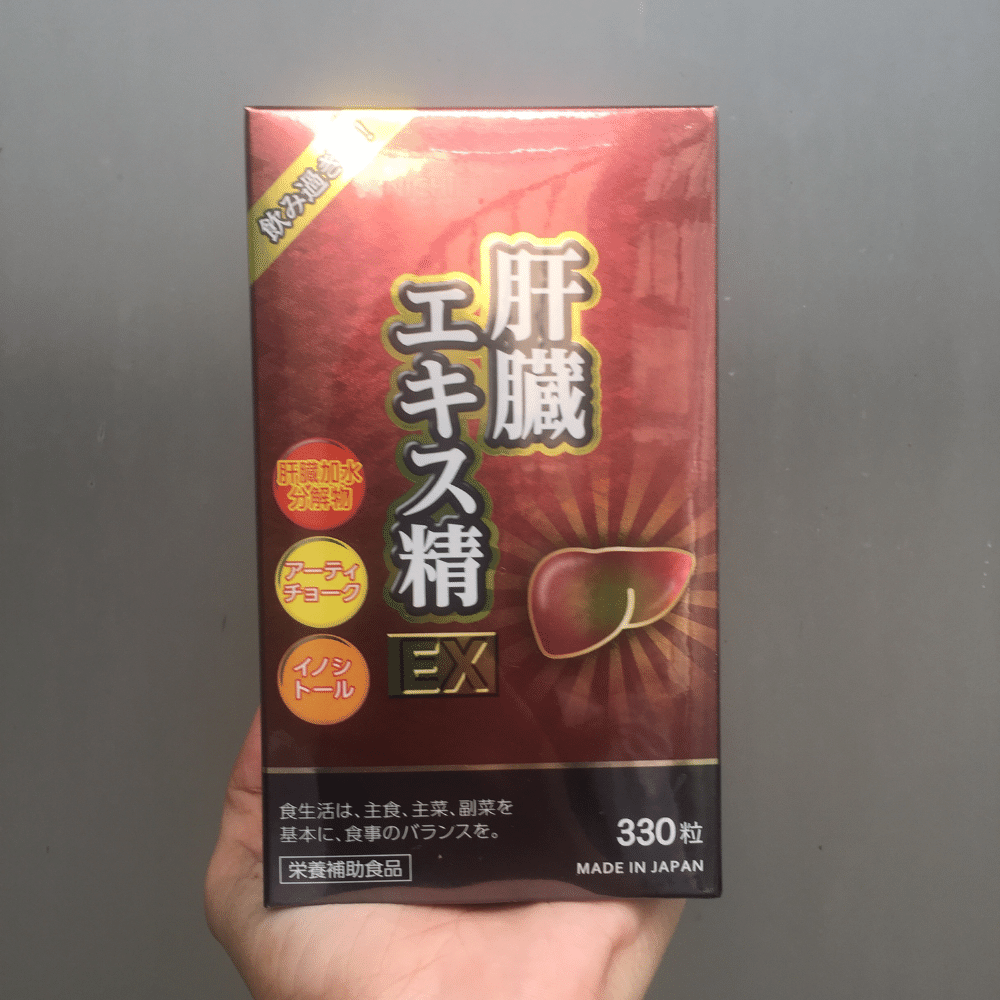 飲み過ぎ
肝臓
エキス精
EX
肝臓加水
分解物
アーティ
チョーク
イノシ
トール
食生活は、主食、主菜、副菜を
基本に、食事のバランスを。
栄養補助食品
330粒
MADE IN JAPAN